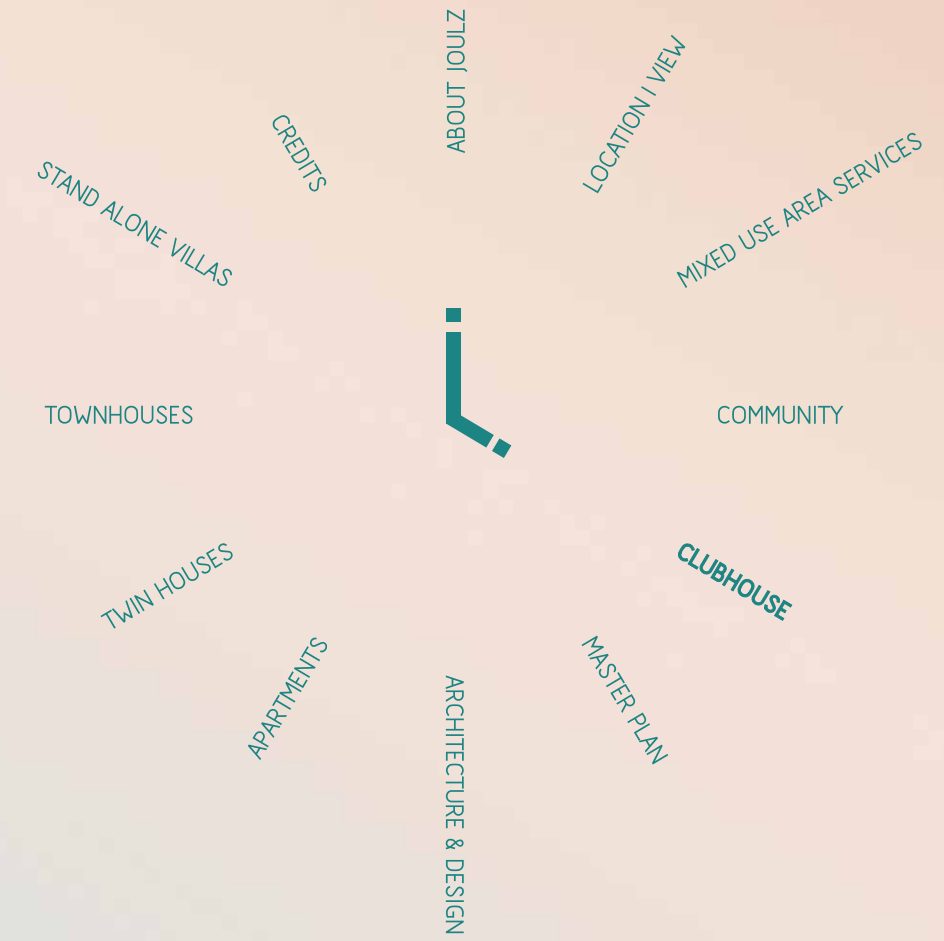 ABOUT JOULZ
LOCATION / VIEW
MIXED USE AREA SERVICES
COMMUNITY
CLUBHOUSE
MASTER PLAN
ARCHITECTURE & DESIGN
APARTMENTS
TWIN HOUSES
TOWNHOUSES
STAND ALONE VILLAS
CREDITS